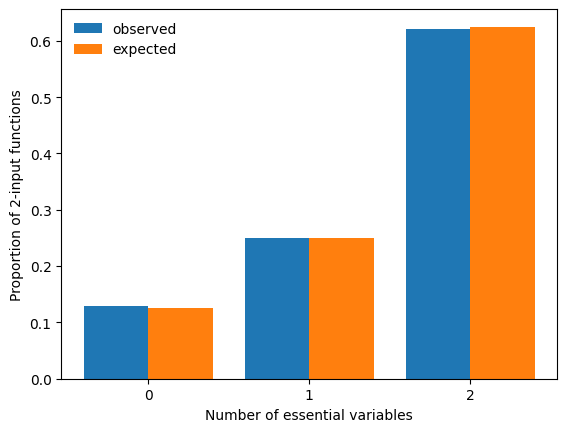 observed
expected
Proportion of 2-input functions
0.6
0.5
0.4
0.3
0.2
0.1
0.0
0 1 2
Number of essential variables